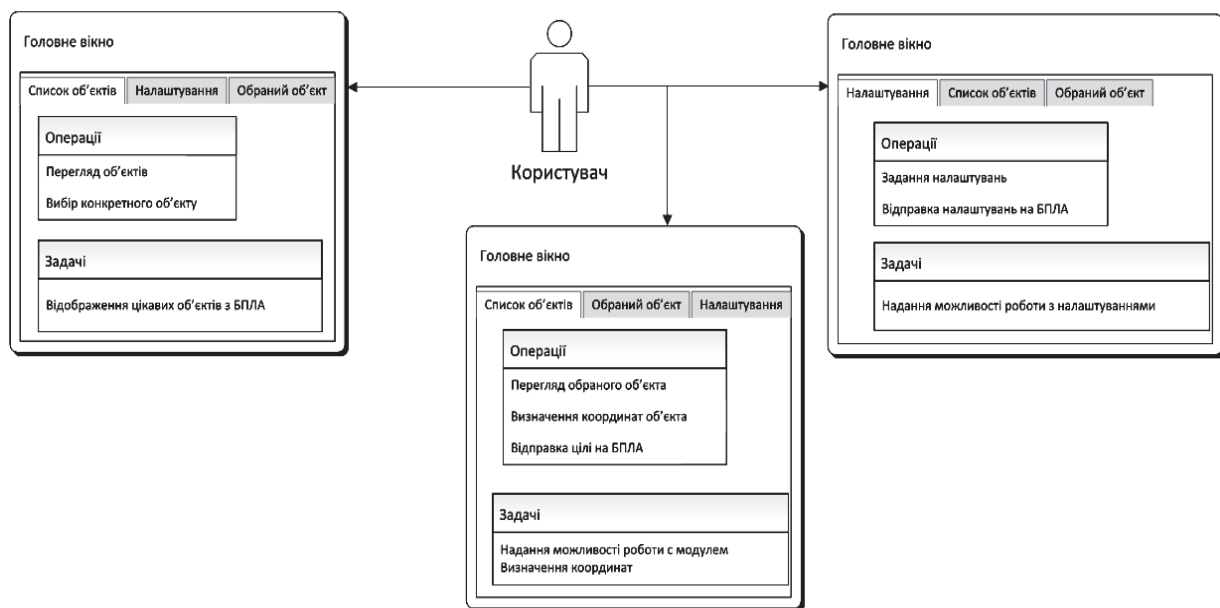 Головне вікно
Список об’єктів Налаштування Обраний об’єкт
Операції
Перегляд об’єктів
Вибір конкретного об’єкту
Задачі
Відображення цікавих об’єктів з БПЛА
Користувач
Головне вікно
Список об’єктів Обраний об’єкт Налаштування
Операції
Перегляд обраного об’єкта
Визначення координат об’єкта
Відправка цілі на БПЛА
Задачі
Надання можливості роботи с модулем
Визначення координат
Головне вікно
Налаштування Список об’єктів Обраний об’єкт
Операції
Задання налаштувань
Відправка налаштувань на БПЛА
Задачі
Надання можливості роботи з налаштуваннями